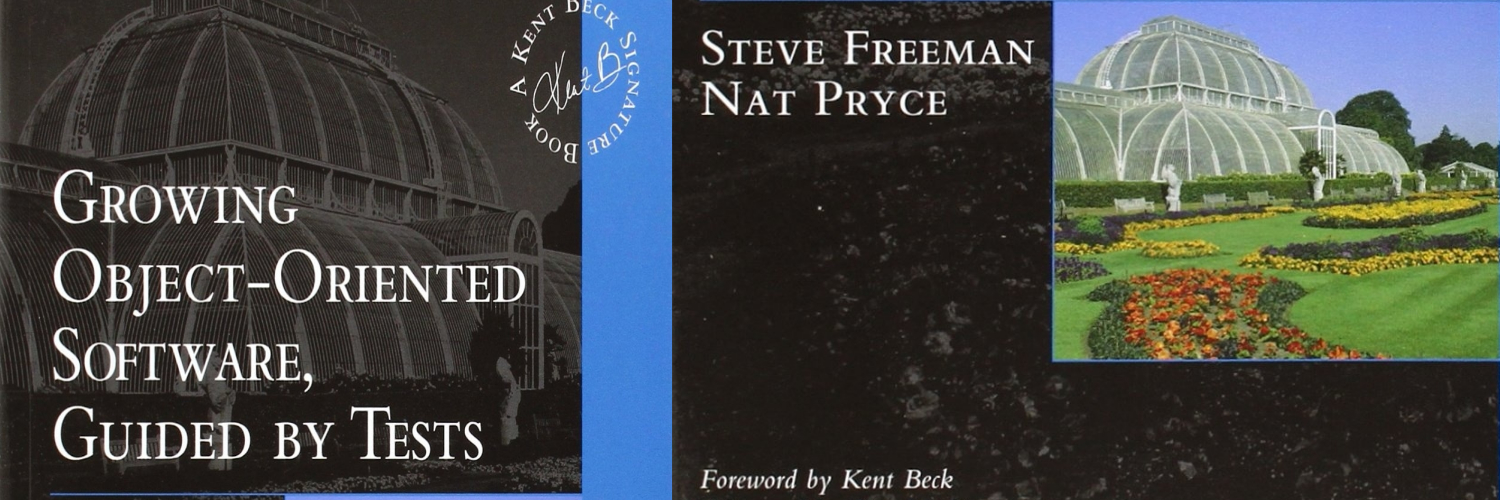 A KENT BECK SIGNATURE BOOK
Kent B
GROWING
OBJECT-ORIENTED
SOFTWARE,
GUIDED BY TESTS
STEVE FREEMAN
NAT PRYCE
Foreword by Kent Beck